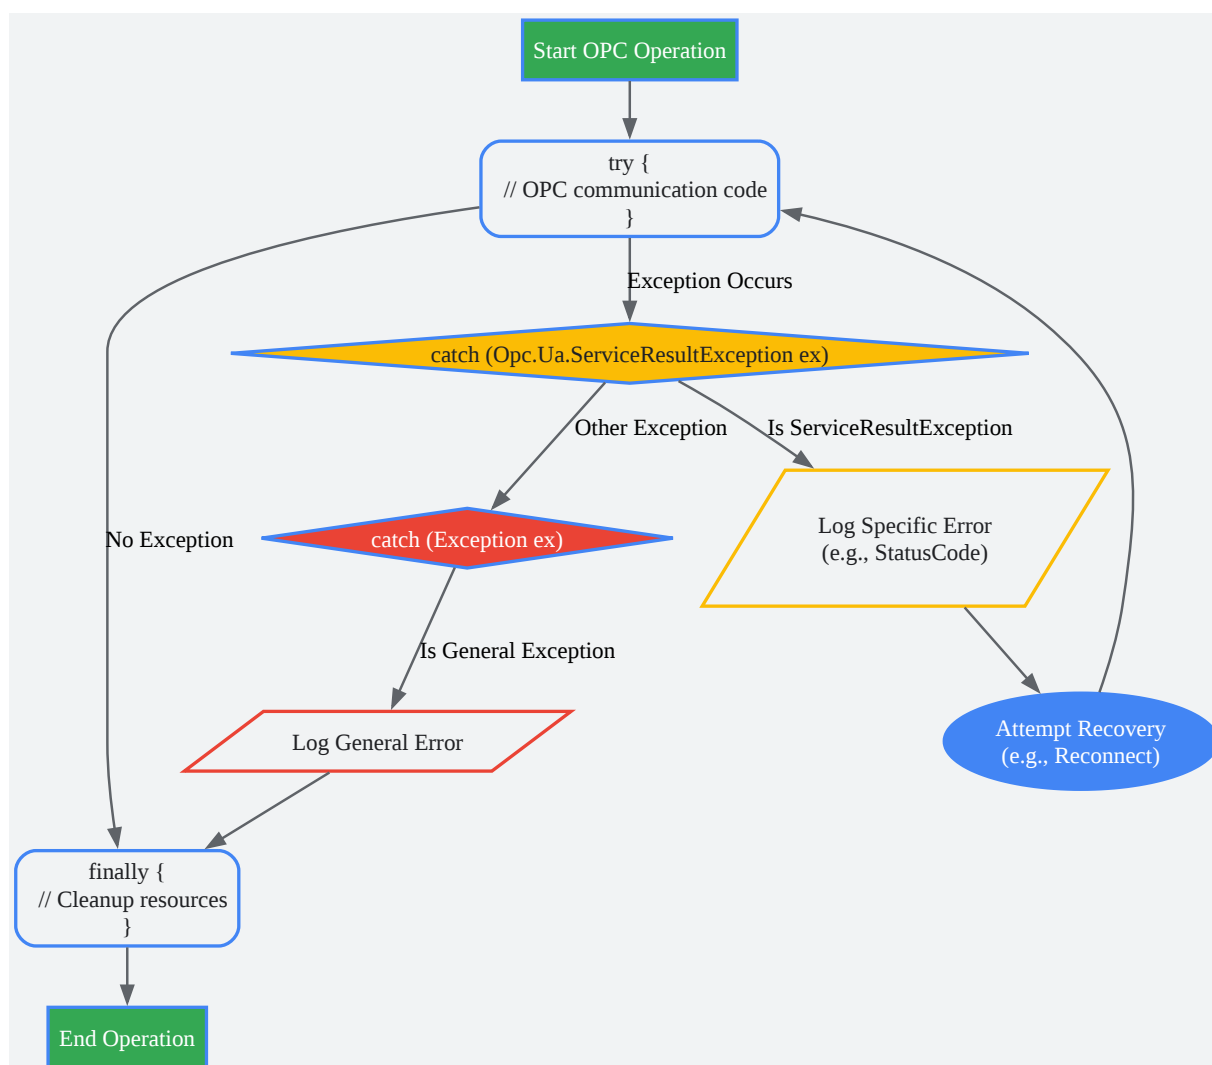 Start OPC Operation
try {
// OPC communication code
}
Exception Occurs
catch (Opc.Ua.ServiceResultException ex)
Other Exception
Is ServiceResultException
Log Specific Error
(e.g., StatusCode)
No Exception
catch (Exception ex)
Is General Exception
Log General Error
Attempt Recovery
(e.g., Reconnect)
finally {
// Cleanup resources
}
End Operation